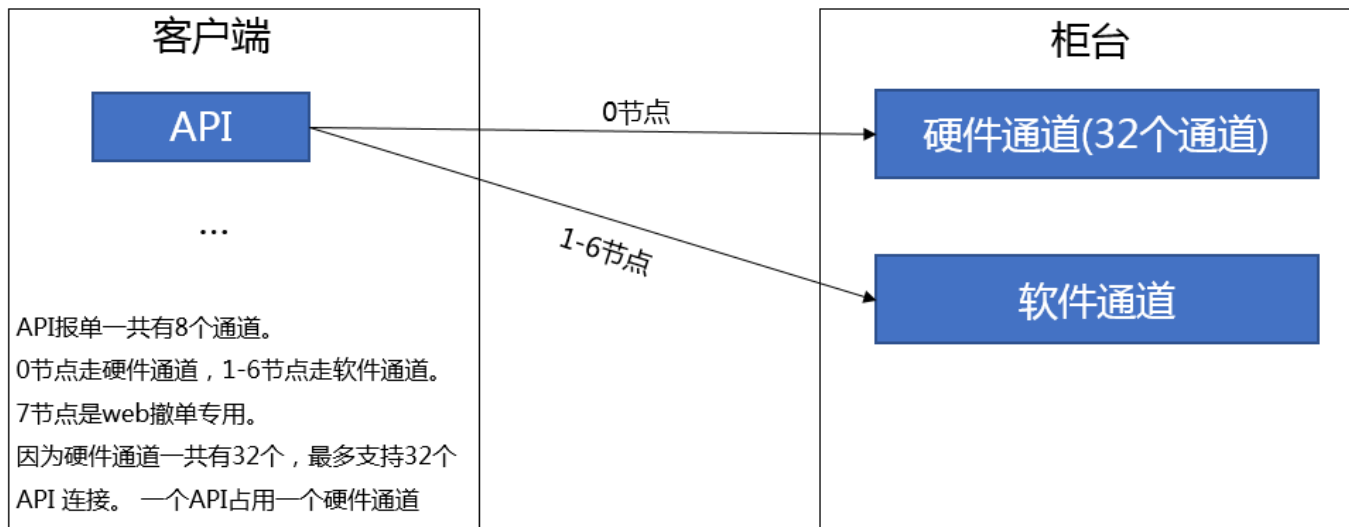 客户端
柜台
API
0节点
硬件通道(32个通道)
...
1-6节点
软件通道
API报单一共有8个通道。
0节点走硬件通道，1-6节点走软件通道。
7节点是web撤单专用。
因为硬件通道一共有32个，最多支持32个
API 连接。 一个API占用一个硬件通道